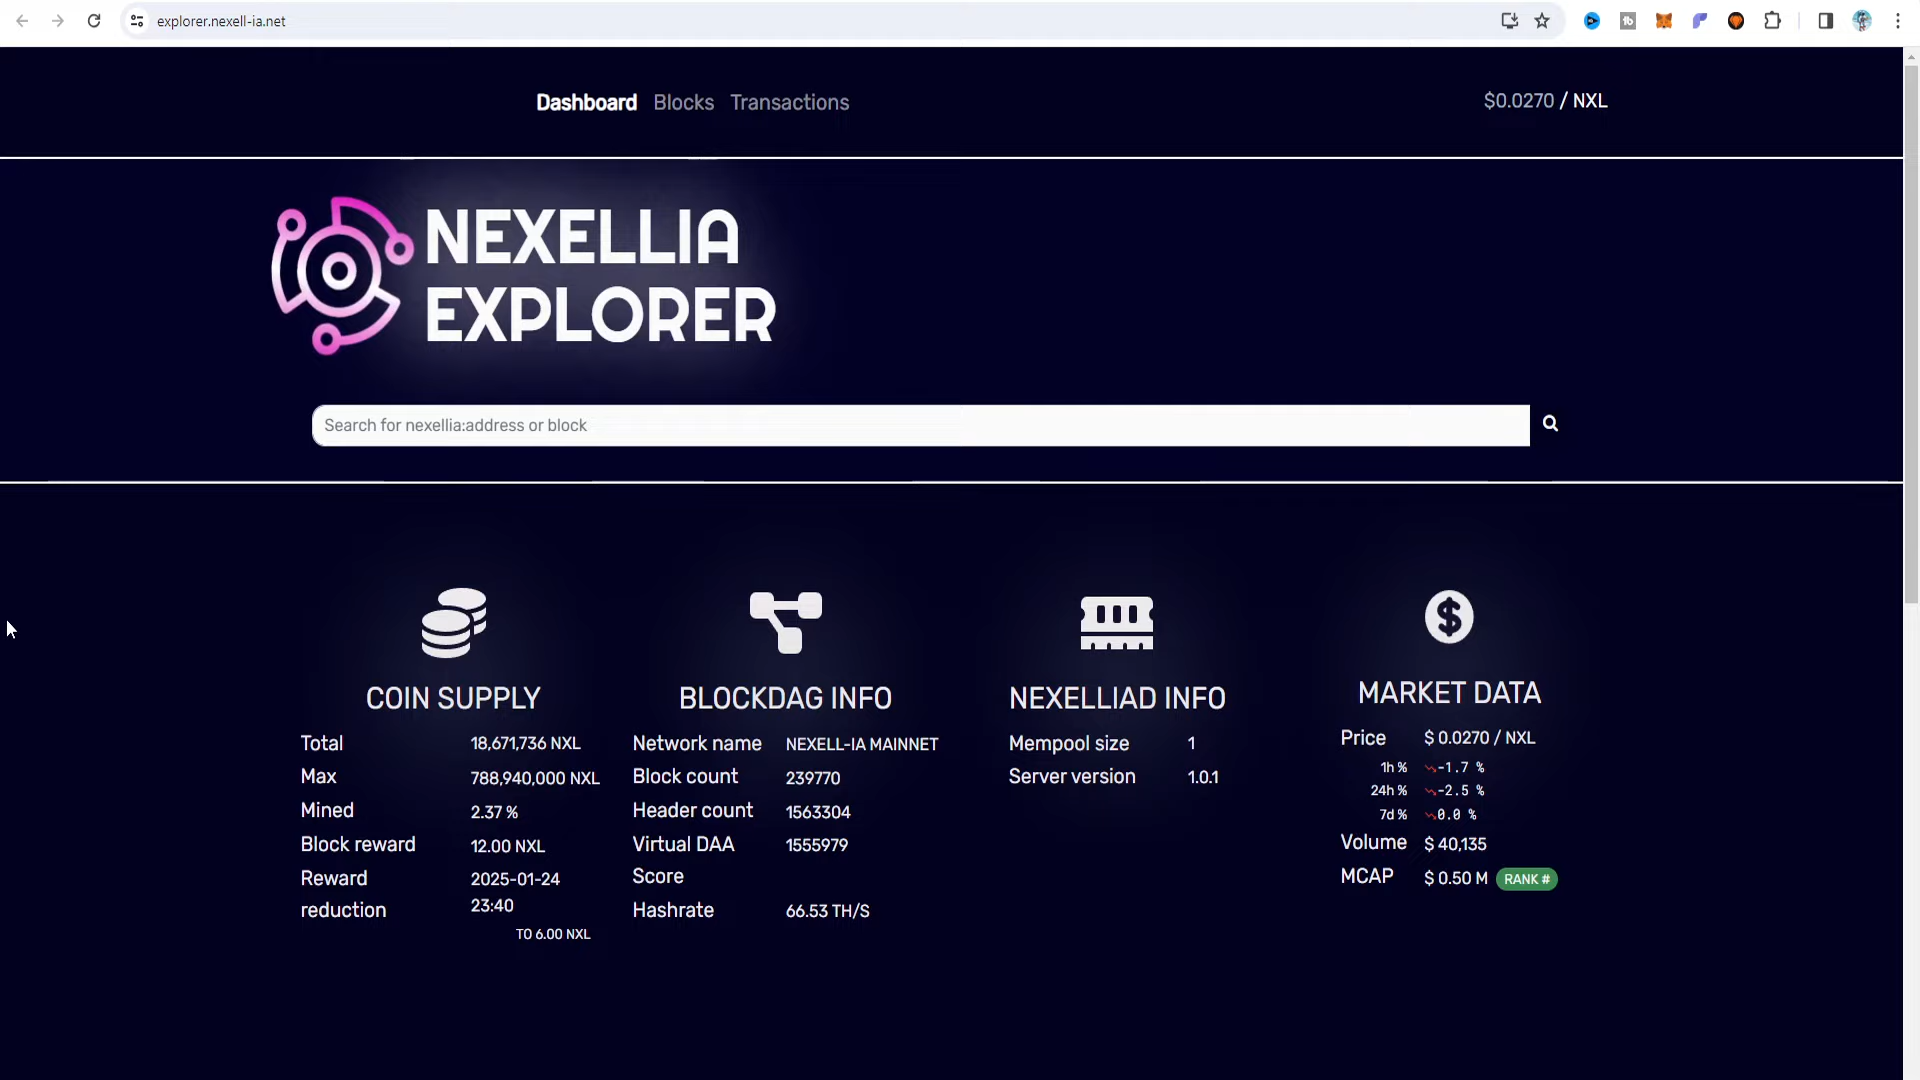 explorer.nexell-ia.net
Dashboard Blocks Transactions
$0.0270 / NXL
NEXELLIA
EXPLORER
Search for nexellia:address or block
COIN SUPPLY
Total 18,671,736 NXL
Max 788,940,000 NXL
Mined 2.37 %
Block reward 12.00 NXL
Reward reduction 2025-01-24 23:40
TO 6.00 NXL
BLOCKDAG INFO
Network name NEXELL-IA MAINNET
Block count 239770
Header count 1563304
Virtual DAA Score 1555979
Hashrate 66.53 TH/S
NEXELLIAD INFO
Mempool size 1
Server version 1.0.1
MARKET DATA
Price $ 0.0270 / NXL
1h % -1.7 %
24h % -2.5 %
7d % 0.0 %
Volume $ 40,135
MCAP $ 0.50 M RANK #